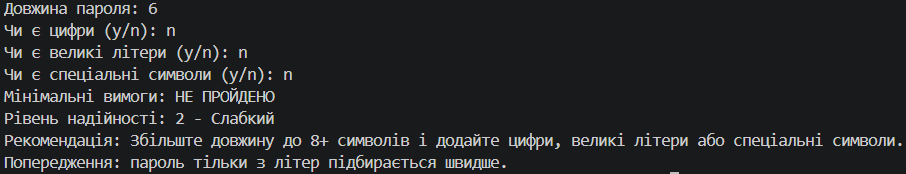 Довжина пароля: 6
Чи є цифри (y/n): n
Чи є великі літери (y/n): n
Чи є спеціальні символи (y/n): n
Мінімальні вимоги: НЕ ПРОЙДЕНО
Рівень надійності: 2 - Слабкий
Рекомендація: Збільште довжину до 8+ символів і додайте цифри, великі літери або спеціальні символи.
Попередження: пароль тільки з літер підбирається швидше.